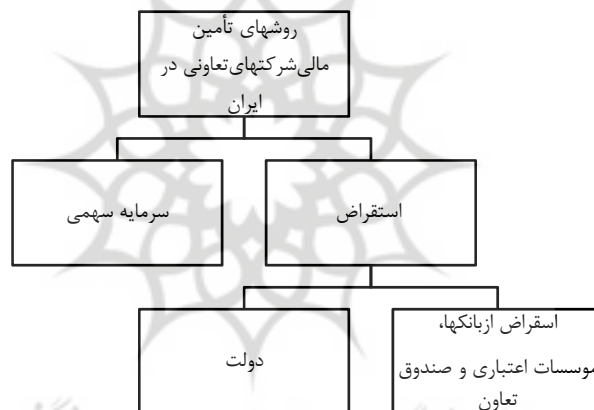 روشهای تأمین
مالی‌شرکتهای‌تعاونی در
ایران
استقراض
سرمایه سهمی
اسقراض ازبانکها،
موسسات اعتباری و صندوق
تعاون
دولت